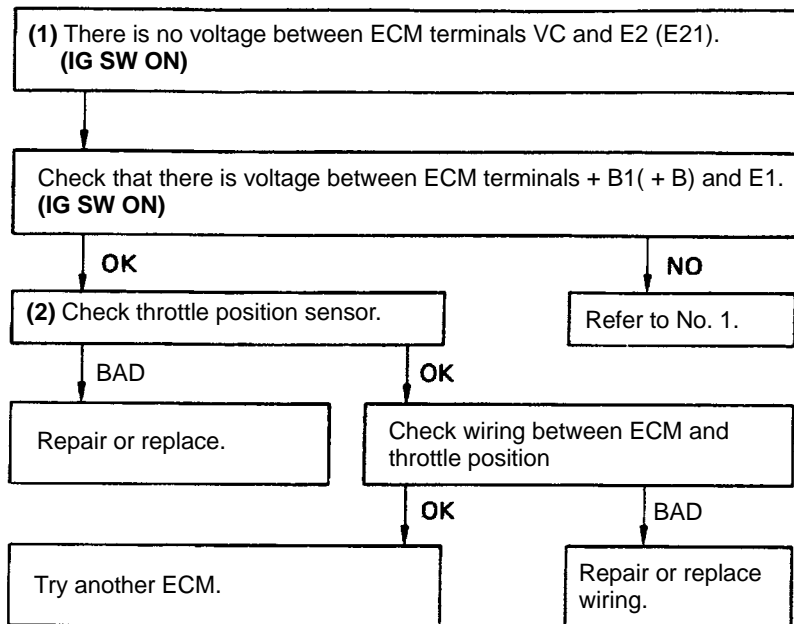 (1) There is no voltage between ECM terminals VC and E2 (E21).
(IG SW ON)
Check that there is voltage between ECM terminals + B1( + B) and E1.
(IG SW ON)
OK
NO
(2) Check throttle position sensor.
Refer to No. 1.
BAD
OK
Repair or replace.
Check wiring between ECM and
throttle position
OK
BAD
Try another ECM.
Repair or replace
wiring.